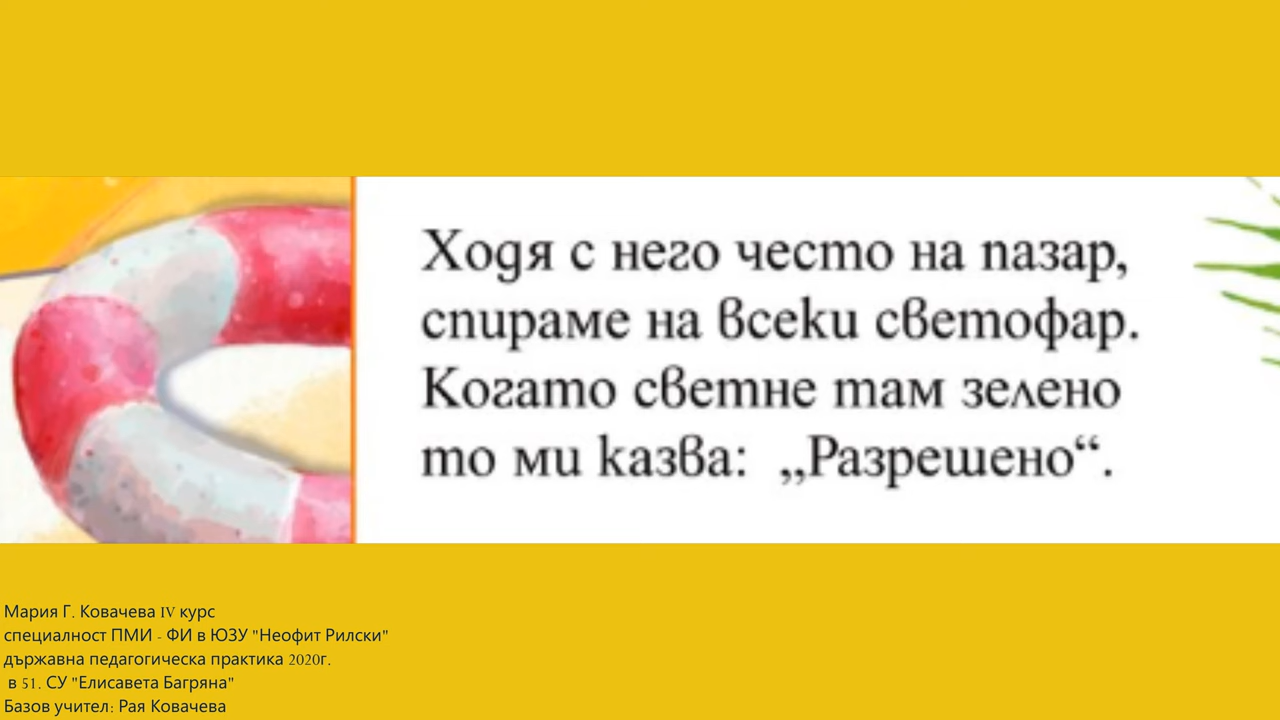 Ходя с него често на пазар,
спираме на всеки светофар.
Когато светне там зелено
то ми казва: „Разрешено“.
Мария Г. Ковачева IV курс
специалност ПМИ - ФИ в ЮЗУ "Неофит Рилски"
държавна педагогическа практика 2020г.
в 51. СУ "Елисавета Багряна"
Базов учител: Рая Ковачева